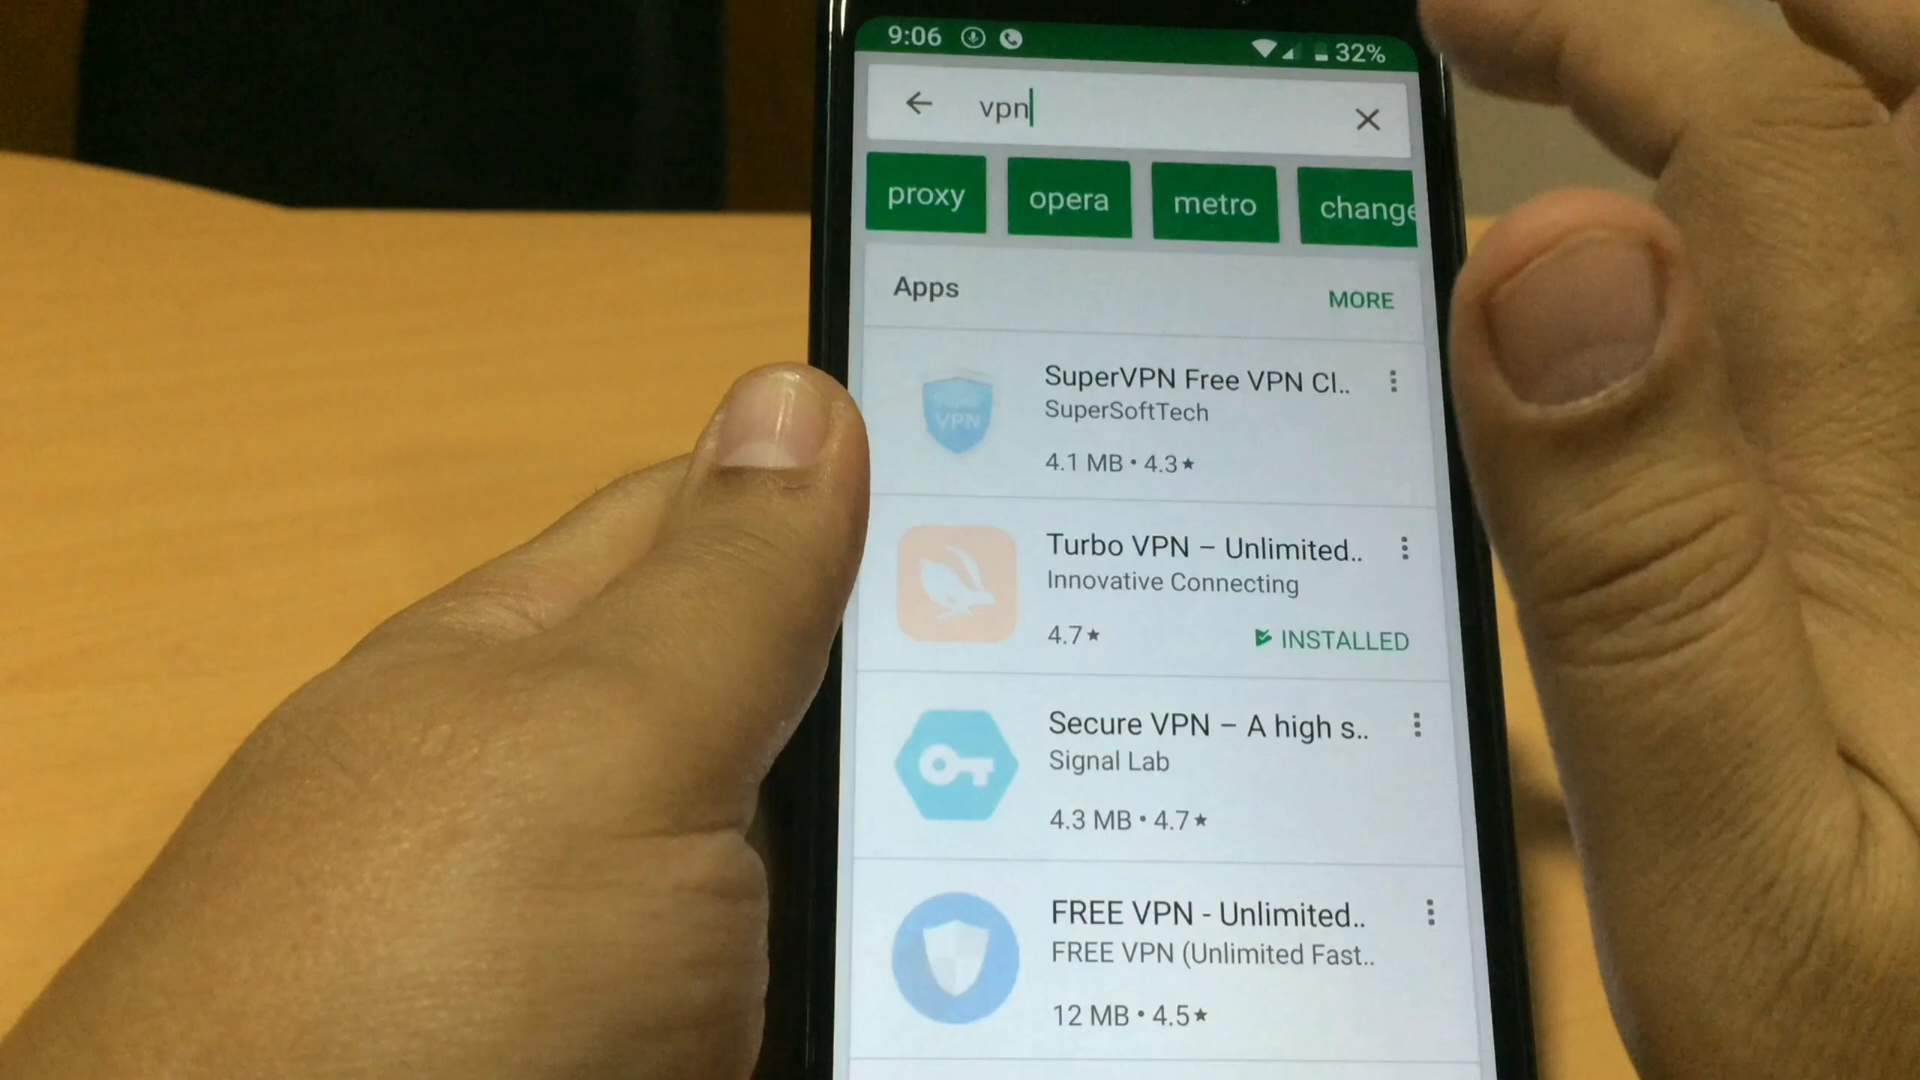 9:06 32%
vpn
proxy opera metro change
Apps MORE
SuperVPN Free VPN Cl..
SuperSoftTech
4.1 MB • 4.3★
VPN
Turbo VPN – Unlimited..
Innovative Connecting
4.7★ INSTALLED
Secure VPN – A high s..
Signal Lab
4.3 MB • 4.7★
FREE VPN - Unlimited..
FREE VPN (Unlimited Fast..
12 MB • 4.5★